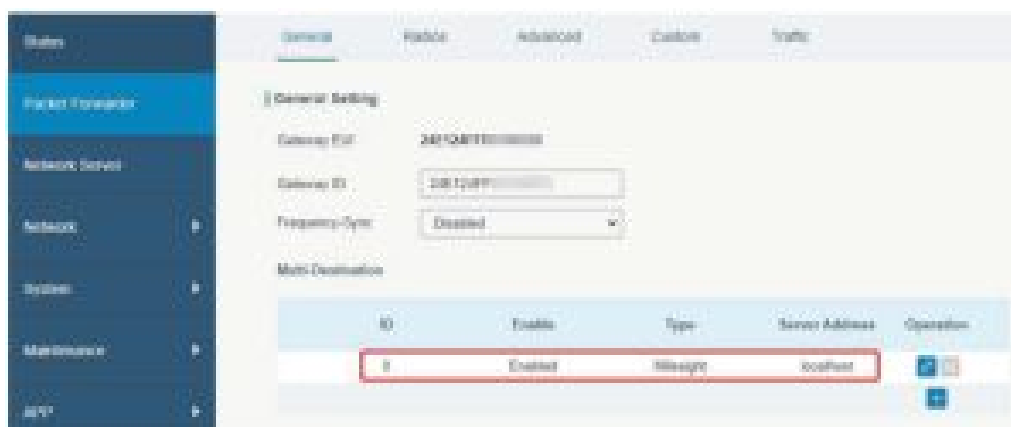 Status
General Radios Advanced Custom Traffic
Packet Forwarder
General Setting
Gateway EUI
Network Server
Gateway ID
Network
Frequency-Sync Disabled
Multi-Destination
System
ID Enable Type Server Address Operation
Maintenance
0 Enabled Milesight localhost
APP